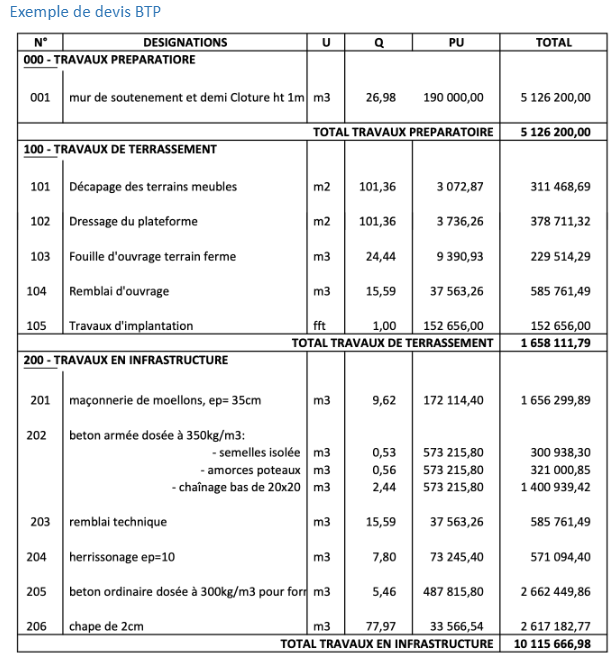 Exemple de devis BTP
N° DESIGNATIONS U Q PU TOTAL
000 - TRAVAUX PREPARATIORE
001 mur de soutenement et demi Cloture ht 1m m3 26,98 190 000,00 5 126 200,00
TOTAL TRAVAUX PREPARATOIRE 5 126 200,00
100 - TRAVAUX DE TERRASSEMENT
101 Décapage des terrains meubles m2 101,36 3 072,87 311 468,69
102 Dressage du plateforme m2 101,36 3 736,26 378 711,32
103 Fouille d'ouvrage terrain ferme m3 24,44 9 390,93 229 514,29
104 Remblai d'ouvrage m3 15,59 37 563,26 585 761,49
105 Travaux d'implantation fft 1,00 152 656,00 152 656,00
TOTAL TRAVAUX DE TERRASSEMENT 1 658 111,79
200 - TRAVAUX EN INFRASTRUCTURE
201 maçonnerie de moellons, ep= 35cm m3 9,62 172 114,40 1 656 299,89
202 beton armée dosée à 350kg/m3:
- semelles isolée m3 0,53 573 215,80 300 938,30
- amorces poteaux m3 0,56 573 215,80 321 000,85
- chaînage bas de 20x20 m3 2,44 573 215,80 1 400 939,42
203 remblai technique m3 15,59 37 563,26 585 761,49
204 herrissonage ep=10 m3 7,80 73 245,40 571 094,40
205 beton ordinaire dosée à 300kg/m3 pour forr m3 5,46 487 815,80 2 662 449,86
206 chape de 2cm m3 77,97 33 566,54 2 617 182,77
TOTAL TRAVAUX EN INFRASTRUCTURE 10 115 666,98